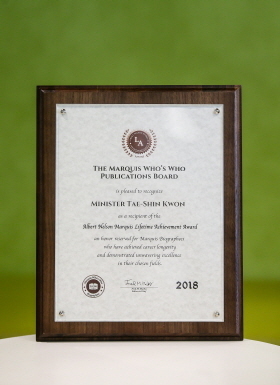 LA
THE MARQUIS WHO'S WHO
PUBLICATIONS BOARD
is pleased to recognize
MINISTER TAE-SHIN KWON
as a recipient of the
Albert Nelson Marquis Lifetime Achievement Award
an honor reserved for Marquis Biographees
who have achieved career longevity
and demonstrated unwavering excellence
in their chosen fields.
2018